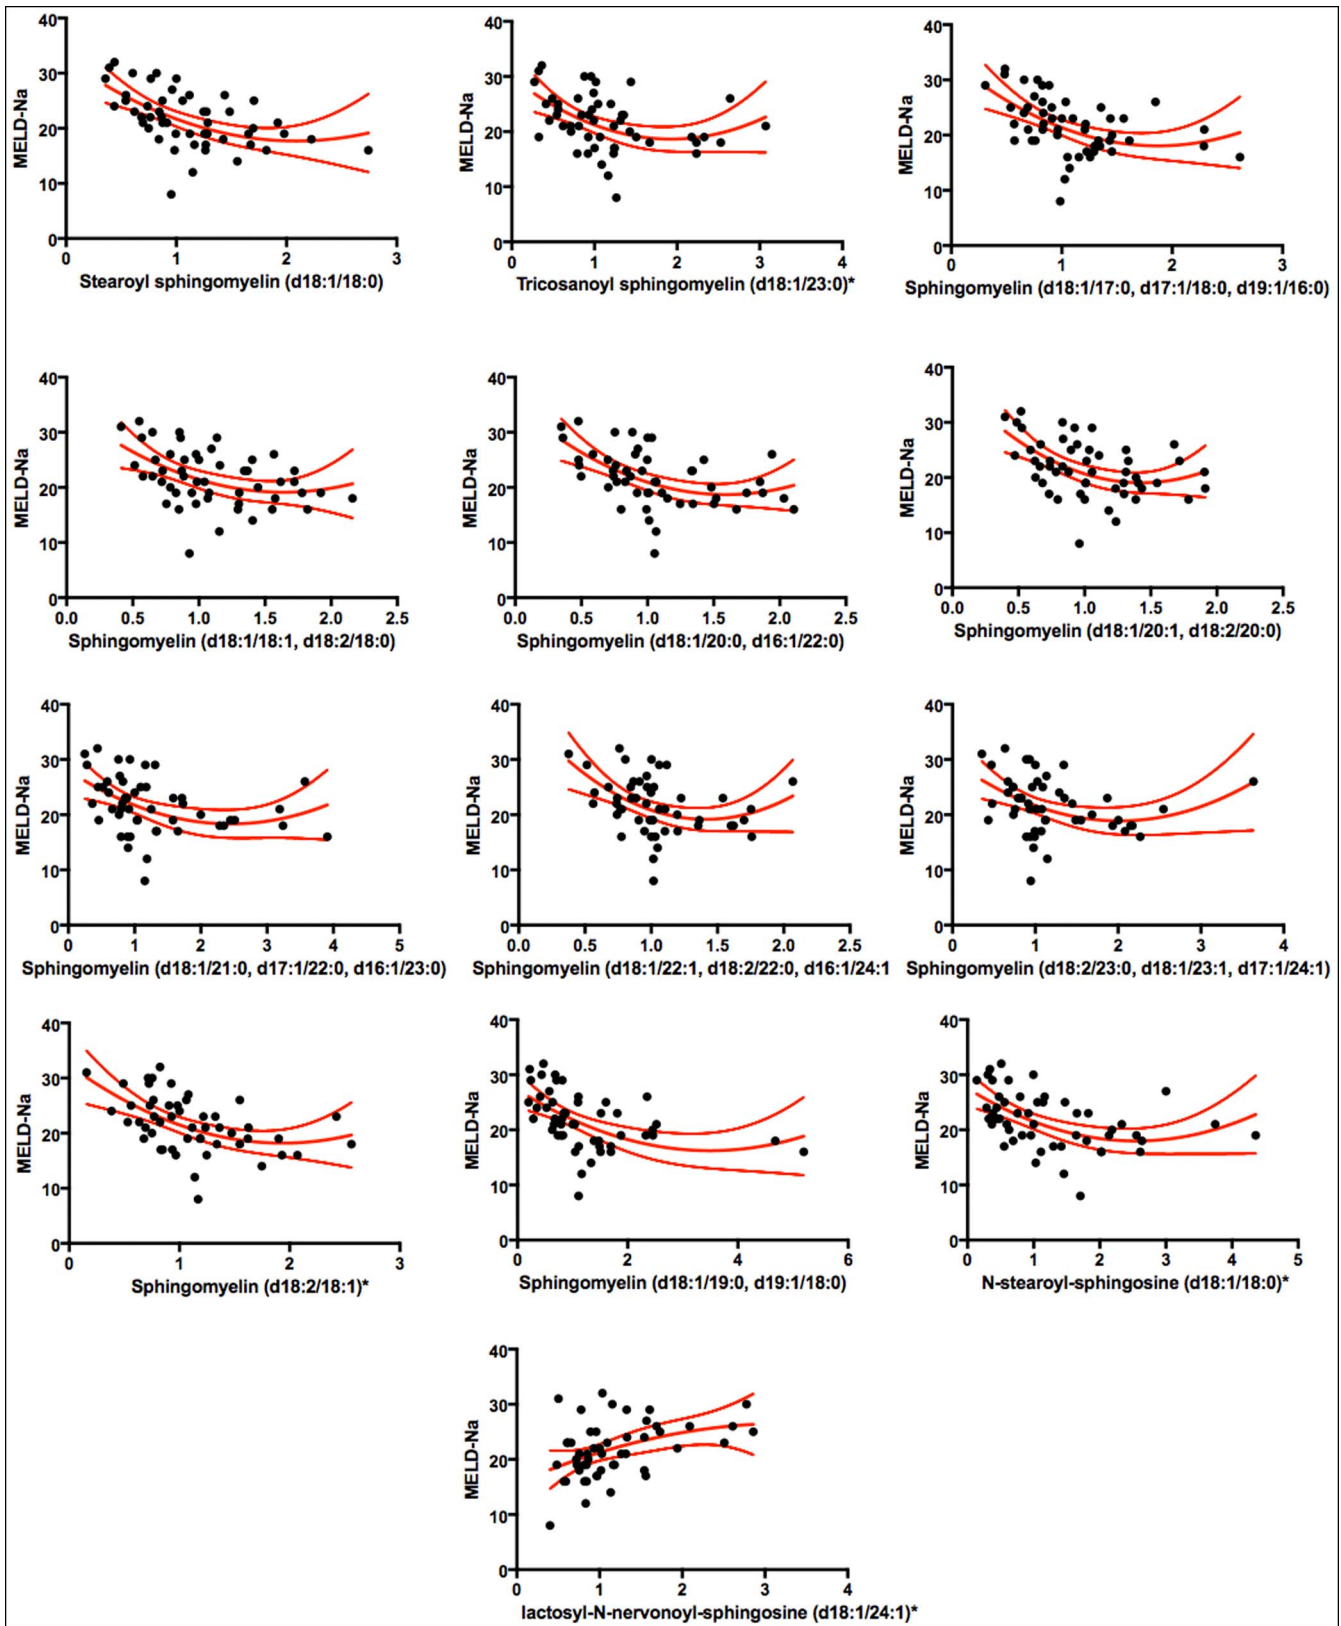 40
30
20
10
0
MELD-Na
0 1 2 3
Stearoyl sphingomyelin (d18:1/18:0)
40
30
20
10
0
MELD-Na
0 1 2 3 4
Tricosanoyl sphingomyelin (d18:1/23:0)*
40
30
20
10
0
MELD-Na
0 1 2 3
Sphingomyelin (d18:1/17:0, d17:1/18:0, d19:1/16:0)
40
30
20
10
0
MELD-Na
0.0 0.5 1.0 1.5 2.0 2.5
Sphingomyelin (d18:1/18:1, d18:2/18:0)
40
30
20
10
0
MELD-Na
0.0 0.5 1.0 1.5 2.0 2.5
Sphingomyelin (d18:1/20:0, d16:1/22:0)
40
30
20
10
0
MELD-Na
0.0 0.5 1.0 1.5 2.0 2.5
Sphingomyelin (d18:1/20:1, d18:2/20:0)
40
30
20
10
0
MELD-Na
0 1 2 3 4 5
Sphingomyelin (d18:1/21:0, d17:1/22:0, d16:1/23:0)
40
30
20
10
0
MELD-Na
0.0 0.5 1.0 1.5 2.0 2.5
Sphingomyelin (d18:1/22:1, d18:2/22:0, d16:1/24:1
40
30
20
10
0
MELD-Na
0 1 2 3 4
Sphingomyelin (d18:2/23:0, d18:1/23:1, d17:1/24:1)
40
30
20
10
0
MELD-Na
0 1 2 3
Sphingomyelin (d18:2/18:1)*
40
30
20
10
0
MELD-Na
0 2 4 6
Sphingomyelin (d18:1/19:0, d19:1/18:0)
40
30
20
10
0
MELD-Na
0 1 2 3 4 5
N-stearoyl-sphingosine (d18:1/18:0)*
40
30
20
10
0
MELD-Na
0 1 2 3 4
lactosyl-N-nervonoyl-sphingosine (d18:1/24:1)*